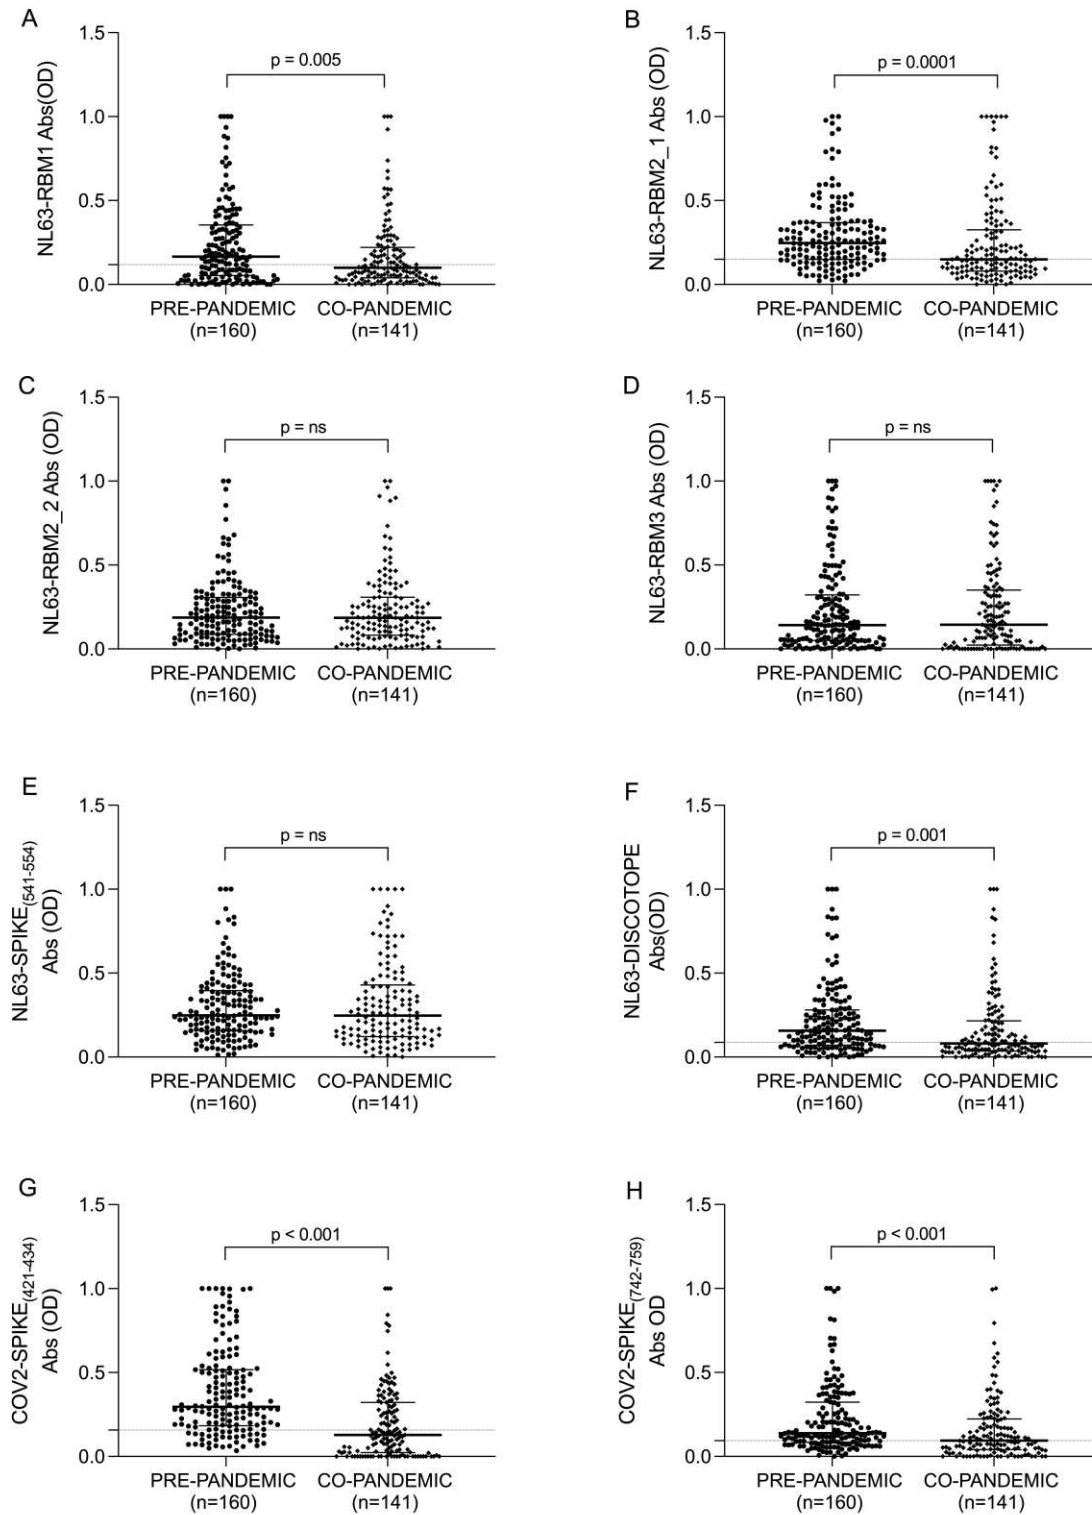 A
NL63-RBM1 Abs(OD)
1.5
1.0
0.5
0.0
p = 0.005
PRE-PANDEMIC
(n=160)
CO-PANDEMIC
(n=141)
B
NL63-RBM2_1 Abs (OD)
1.5
1.0
0.5
0.0
p = 0.0001
PRE-PANDEMIC
(n=160)
CO-PANDEMIC
(n=141)
C
NL63-RBM2_2 Abs (OD)
1.5
1.0
0.5
0.0
p = ns
PRE-PANDEMIC
(n=160)
CO-PANDEMIC
(n=141)
D
NL63-RBM3 Abs (OD)
1.5
1.0
0.5
0.0
p = ns
PRE-PANDEMIC
(n=160)
CO-PANDEMIC
(n=141)
E
NL63-SPIKE(541-554)
Abs (OD)
1.5
1.0
0.5
0.0
p = ns
PRE-PANDEMIC
(n=160)
CO-PANDEMIC
(n=141)
F
NL63-DISCOTOPE
Abs(OD)
1.5
1.0
0.5
0.0
p = 0.001
PRE-PANDEMIC
(n=160)
CO-PANDEMIC
(n=141)
G
COV2-SPIKE(421-434)
Abs (OD)
1.5
1.0
0.5
0.0
p < 0.001
PRE-PANDEMIC
(n=160)
CO-PANDEMIC
(n=141)
H
COV2-SPIKE(742-759)
Abs OD
1.5
1.0
0.5
0.0
p < 0.001
PRE-PANDEMIC
(n=160)
CO-PANDEMIC
(n=141)